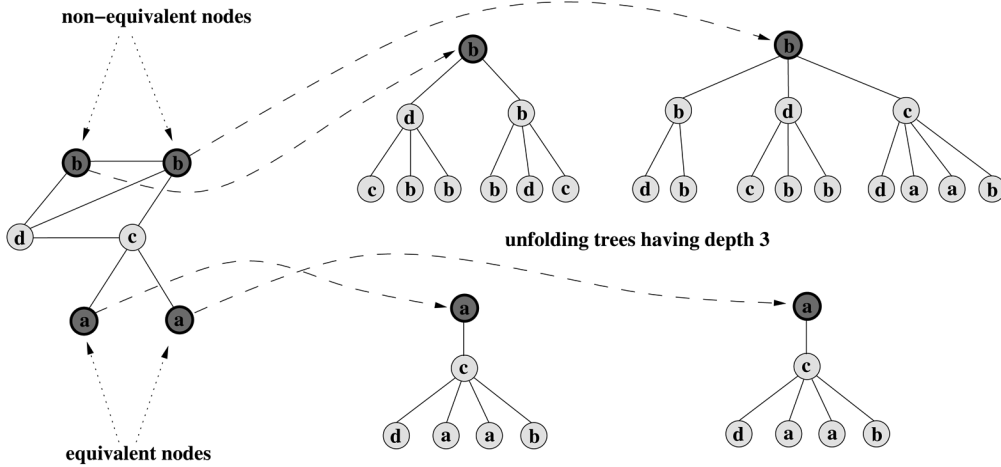 non−equivalent nodes
b
b
b b
d b
b d c
c b b
b d c
d b
c b b
d a a b
d c
unfolding trees having depth 3
a a
a
a
c
c
d a a b
d a a b
equivalent nodes